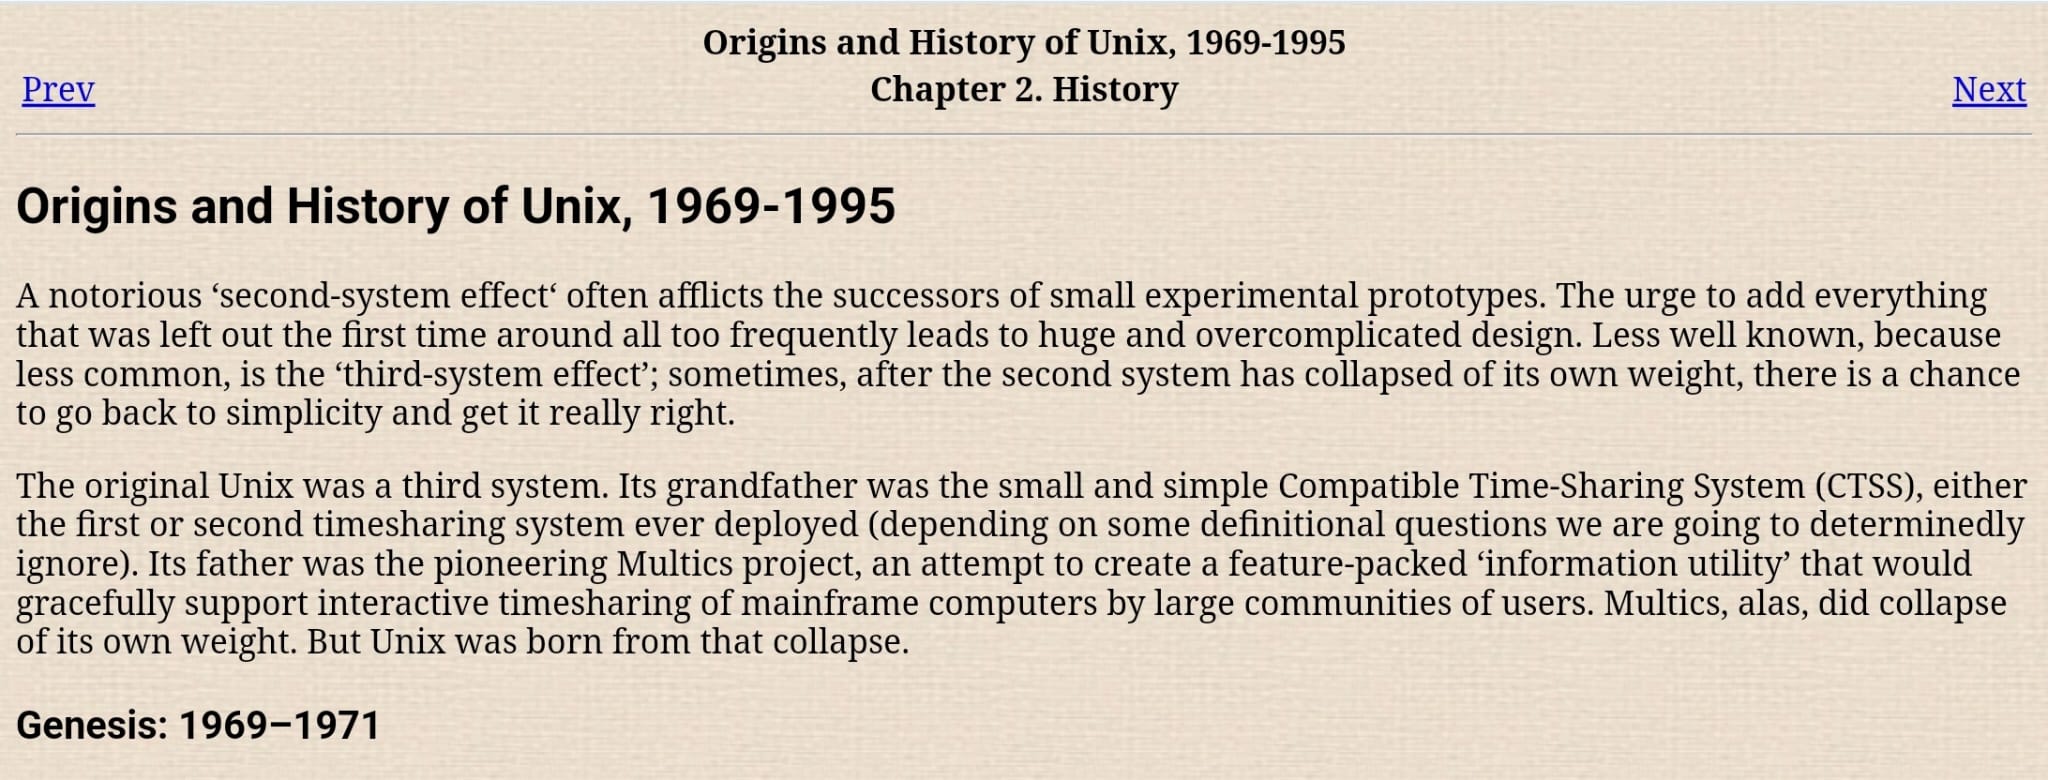 Origins and History of Unix, 1969-1995
Prev Chapter 2. History Next
Origins and History of Unix, 1969-1995
A notorious ‘second-system effect‘ often afflicts the successors of small experimental prototypes. The urge to add everything
that was left out the first time around all too frequently leads to huge and overcomplicated design. Less well known, because
less common, is the ‘third-system effect’; sometimes, after the second system has collapsed of its own weight, there is a chance
to go back to simplicity and get it really right.
The original Unix was a third system. Its grandfather was the small and simple Compatible Time-Sharing System (CTSS), either
the first or second timesharing system ever deployed (depending on some definitional questions we are going to determinedly
ignore). Its father was the pioneering Multics project, an attempt to create a feature-packed ‘information utility’ that would
gracefully support interactive timesharing of mainframe computers by large communities of users. Multics, alas, did collapse
of its own weight. But Unix was born from that collapse.
Genesis: 1969–1971